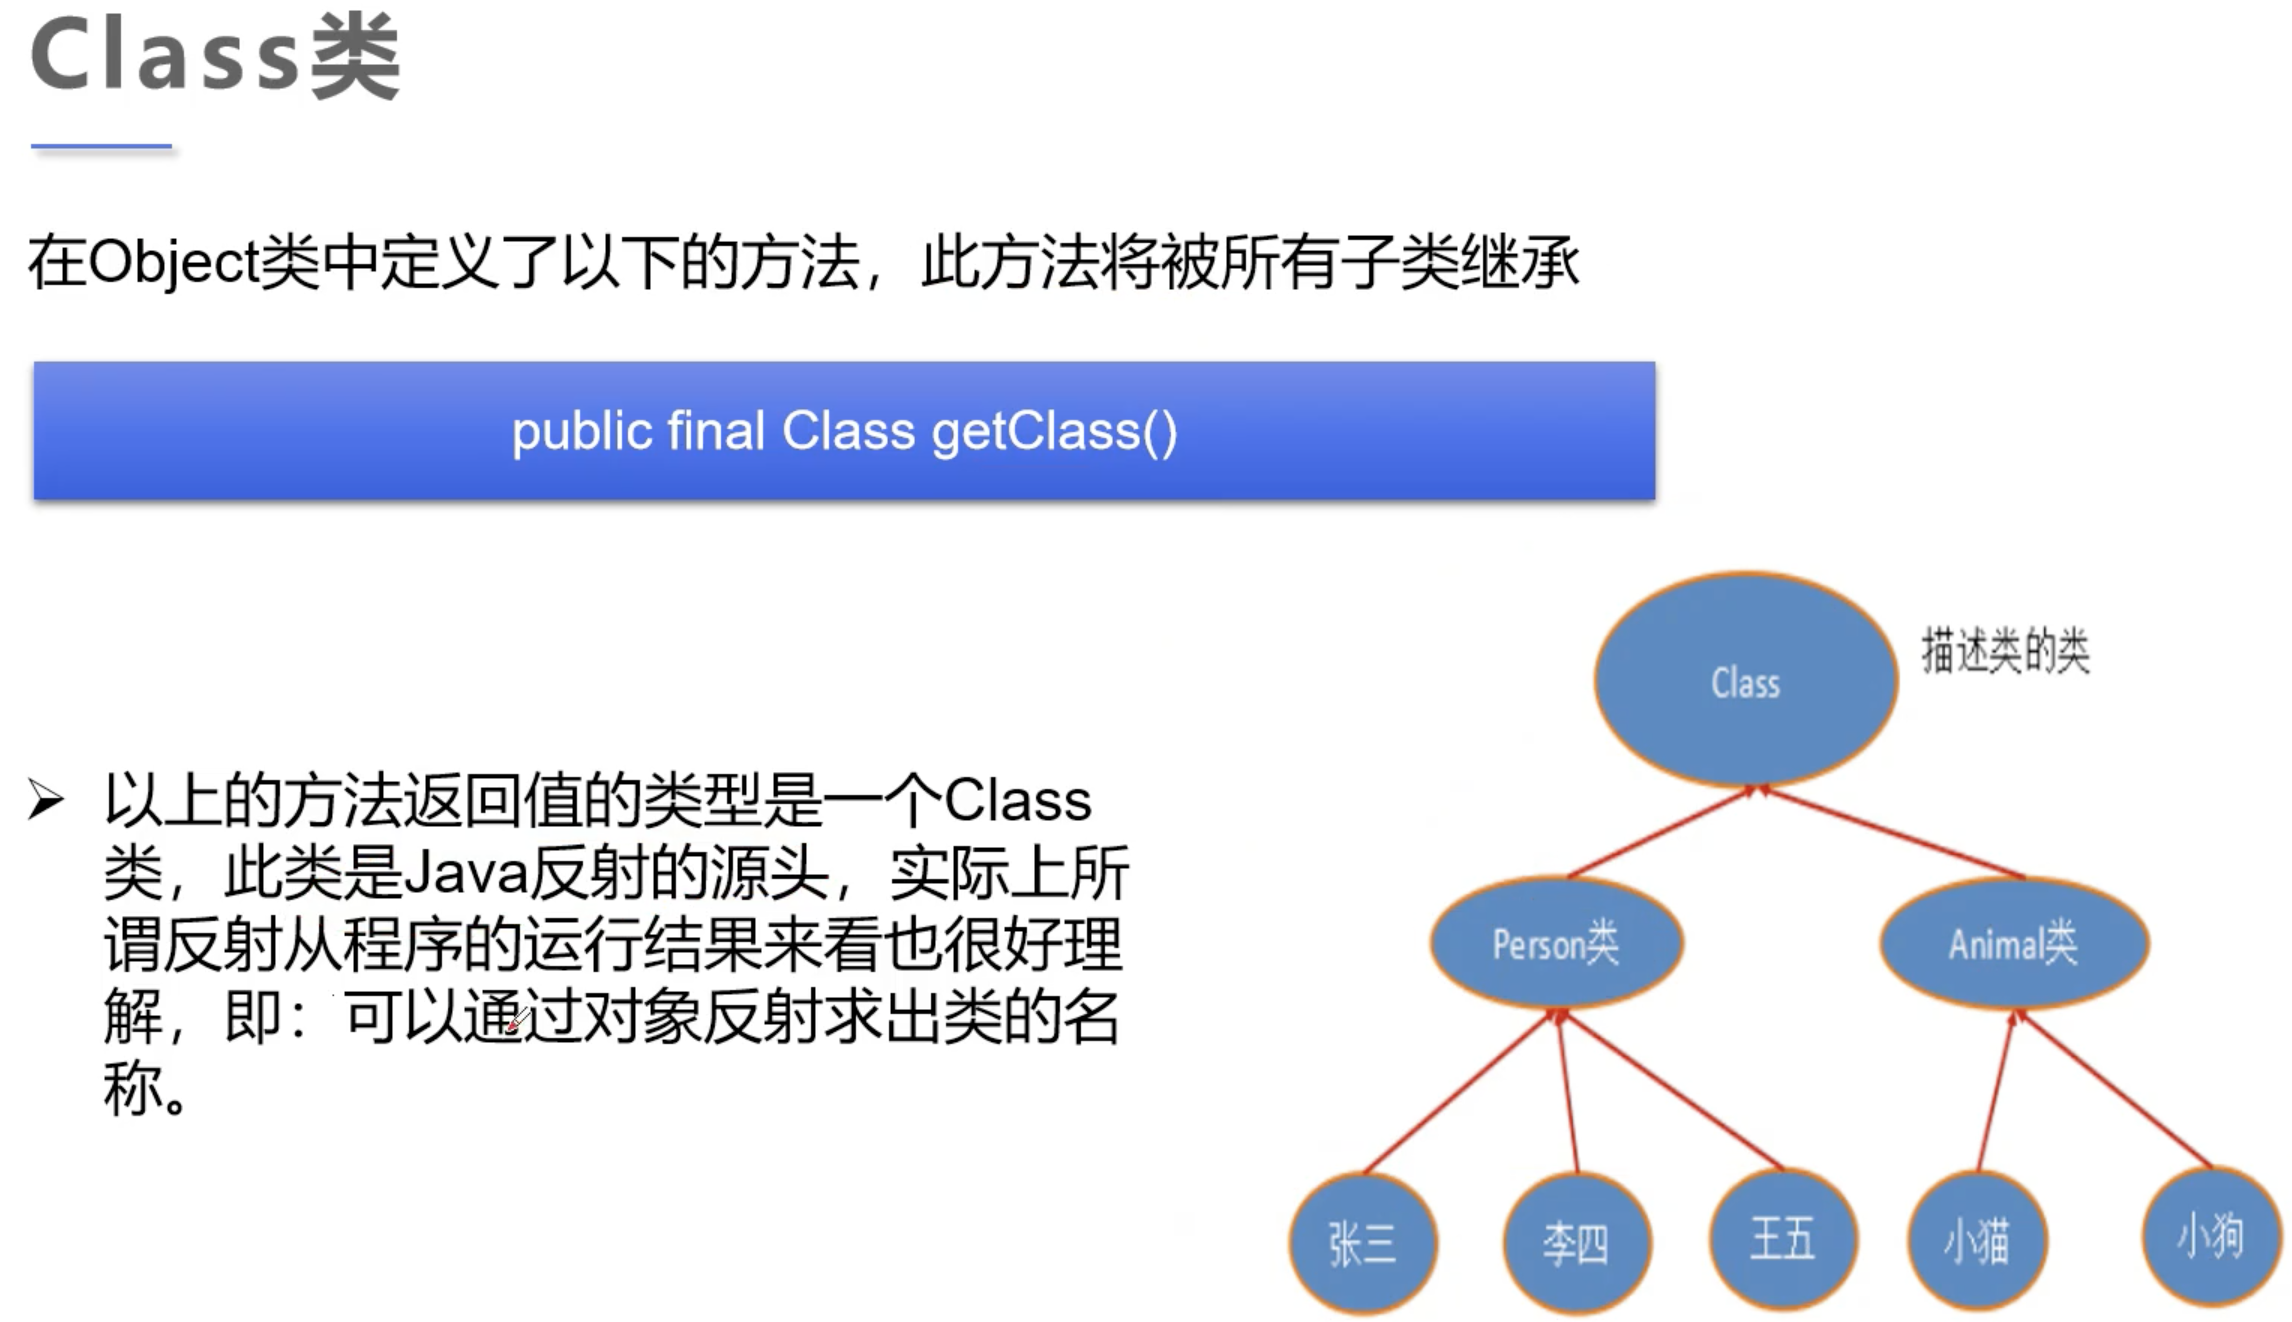 Class类
在Object类中定义了以下的方法，此方法将被所有子类继承
public final Class getClass()
Class
描述类的类
以上的方法返回值的类型是一个Class
类，此类是Java反射的源头，实际上所
谓反射从程序的运行结果来看也很好理
解，即：可以通过对象反射求出类的名
称。
Person类
Animal类
张三
李四
王五
小猫
小狗